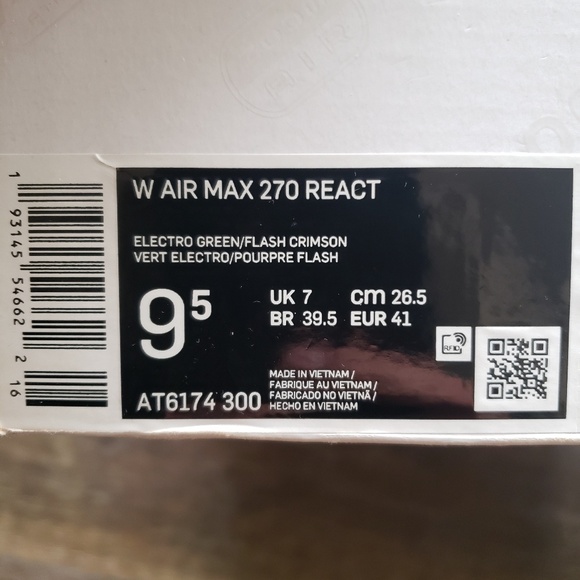 W AIR MAX 270 REACT
ELECTRO GREEN/FLASH CRIMSON
VERT ELECTRO/POURPRE FLASH
9⁵
UK 7 cm 26.5
BR 39.5 EUR 41
RFID
AT6174 300
MADE IN VIETNAM /
FABRIQUE AU VIETNAM /
FABRICADO NO VIETNÃ /
HECHO EN VIETNAM
1 93145 54662 2 16